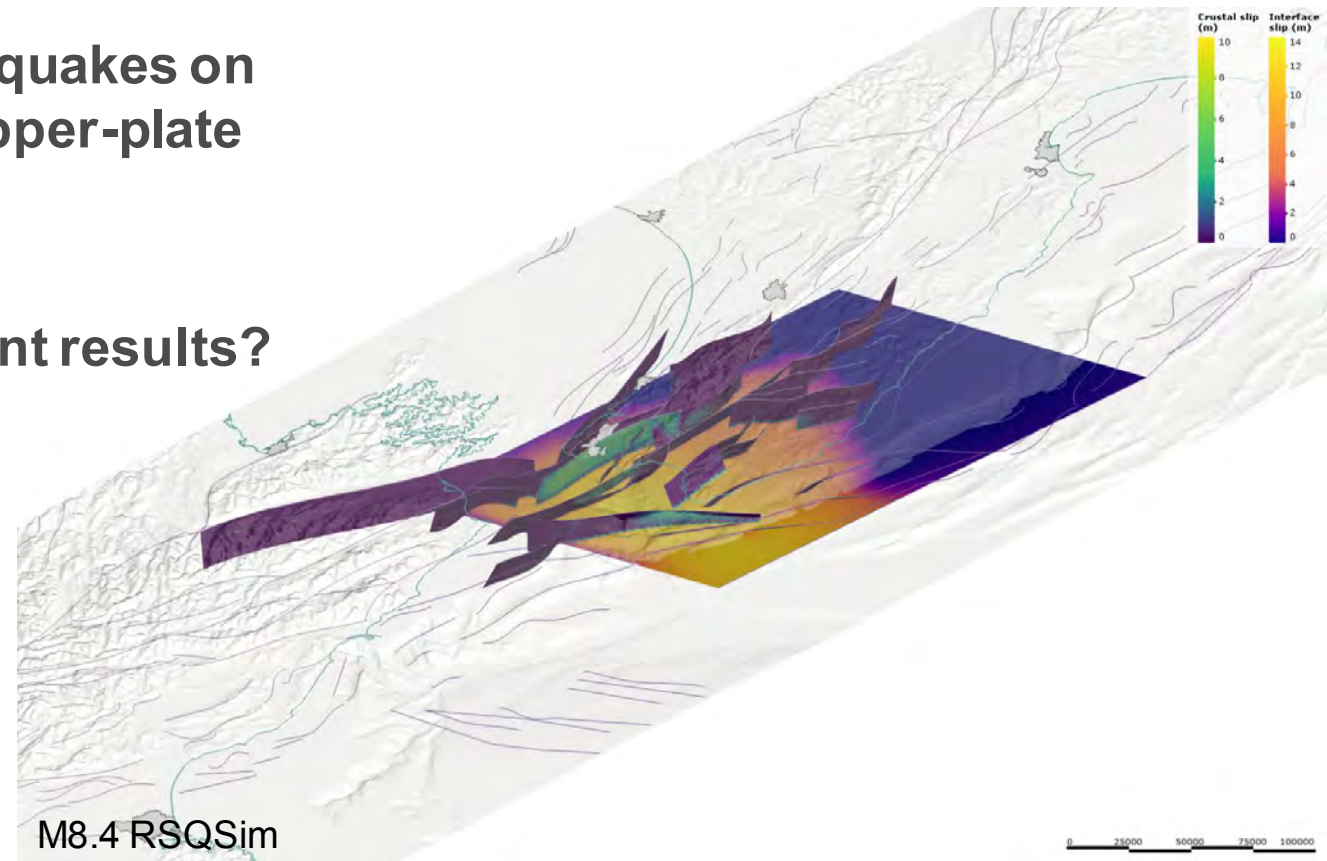 quakes on
pper-plate
nt results?
Crustal slip
(m)
10
8
6
4
2
0
Interface
slip (m)
14
12
10
8
6
4
2
0
M8.4 RSQSim
0 25000 50000 75000 100000